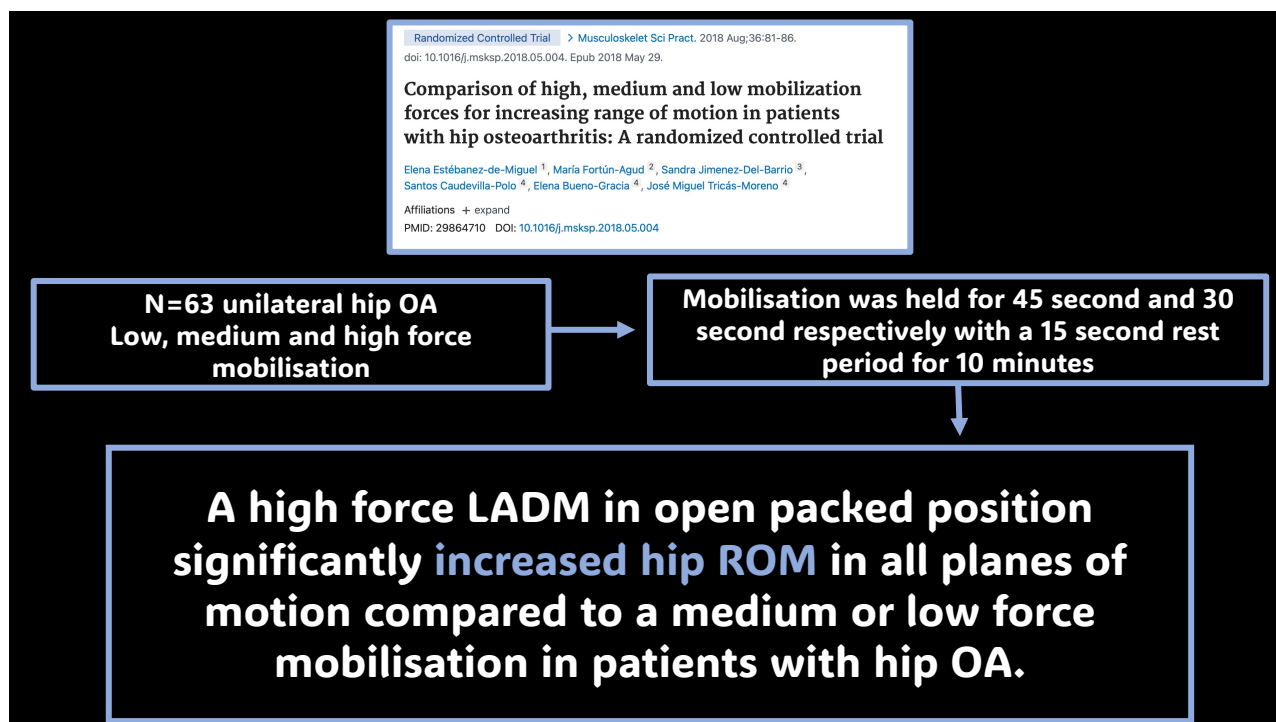 Randomized Controlled Trial > Musculoskelet Sci Pract. 2018 Aug;36:81-86.
doi: 10.1016/j.msksp.2018.05.004. Epub 2018 May 29.
Comparison of high, medium and low mobilization
forces for increasing range of motion in patients
with hip osteoarthritis: A randomized controlled trial
Elena Estébanez-de-Miguel 1, María Fortún-Agud 2, Sandra Jimenez-Del-Barrio 3,
Santos Caudevilla-Polo 4, Elena Bueno-Gracia 4, José Miguel Tricás-Moreno 4
Affiliations + expand
PMID: 29864710 DOI: 10.1016/j.msksp.2018.05.004
N=63 unilateral hip OA
Low, medium and high force
mobilisation
Mobilisation was held for 45 second and 30
second respectively with a 15 second rest
period for 10 minutes
A high force LADM in open packed position
significantly increased hip ROM in all planes of
motion compared to a medium or low force
mobilisation in patients with hip OA.